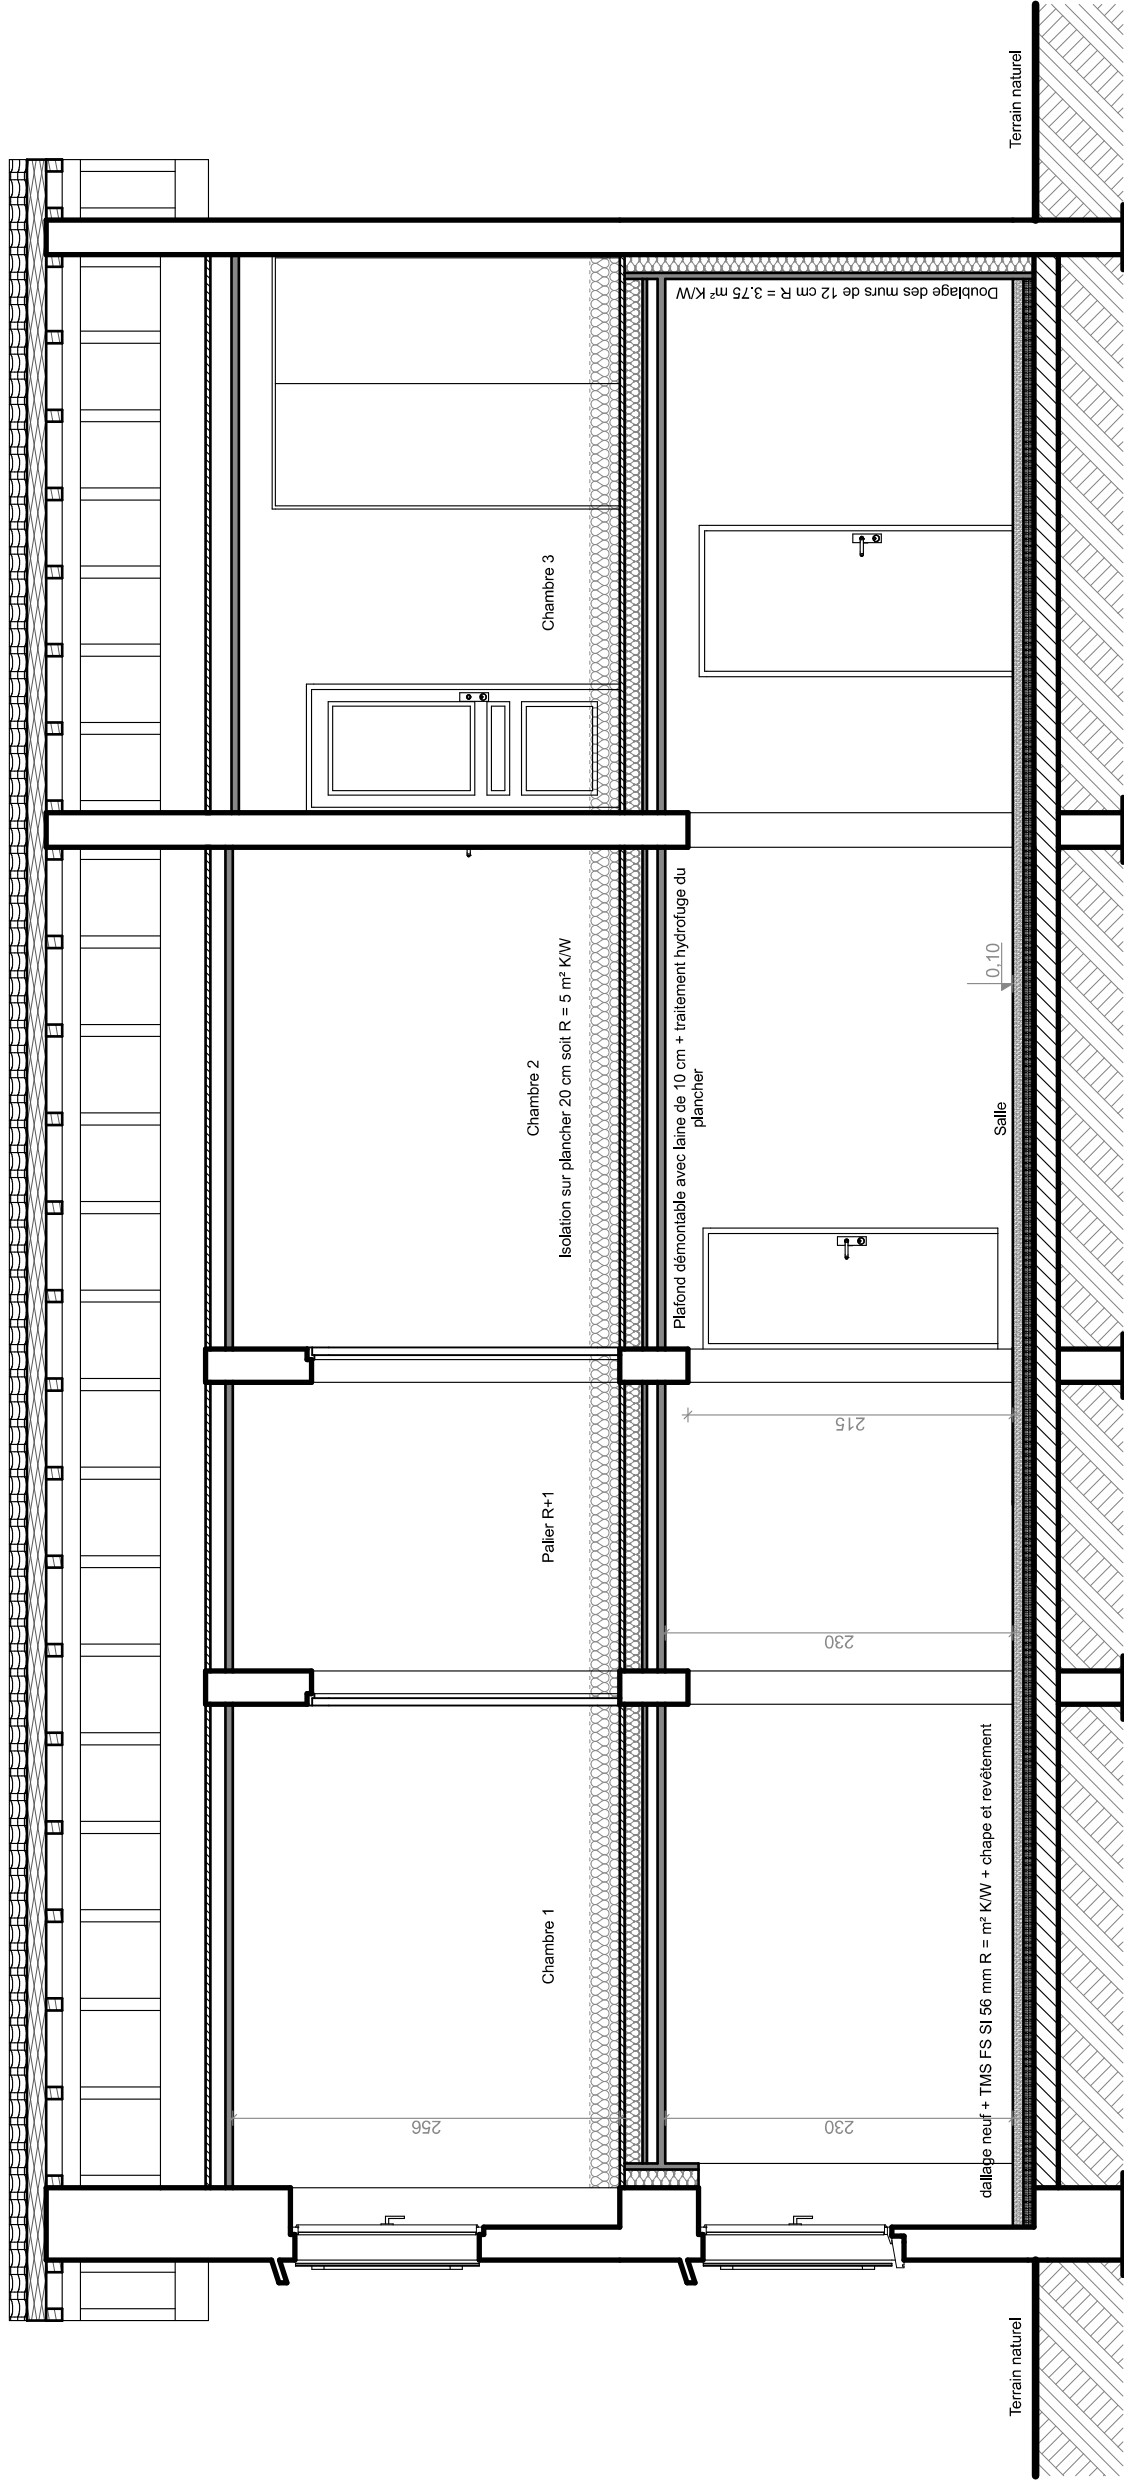 Terrain naturel
Chambre 1
Palier R+1
Chambre 2
Isolation sur plancher 20 cm soit R = 5 m² K/W
Chambre 3
256
Plafond démontable avec laine de 10 cm + traitement hydrofuge du
plancher
Doublage des murs de 12 cm R = 3.75 m² K/W
230
230
215
0,10
Salle
dallage neuf + TMS FS SI 56 mm R = m² K/W + chape et revêtement
Terrain naturel